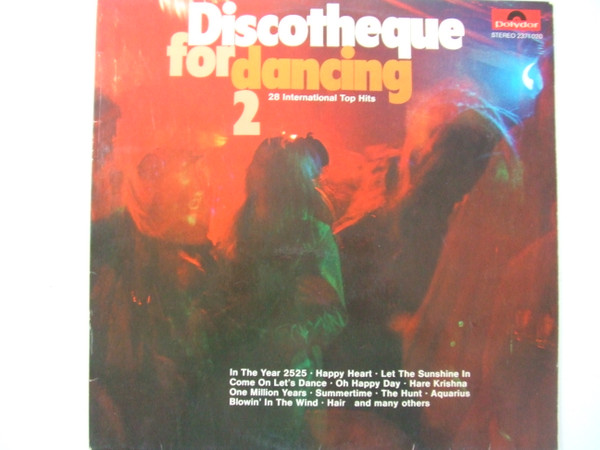 Discotheque
for dancing
2
28 International Top Hits
Polydor
STEREO
In The Year 2525 · Happy Heart · Let The Sunshine In
Come On Let's Dance · Oh Happy Day · Hare Krishna
One Million Years · Summertime · The Hunt · Aquarius
Blowin' In The Wind · Hair and many others